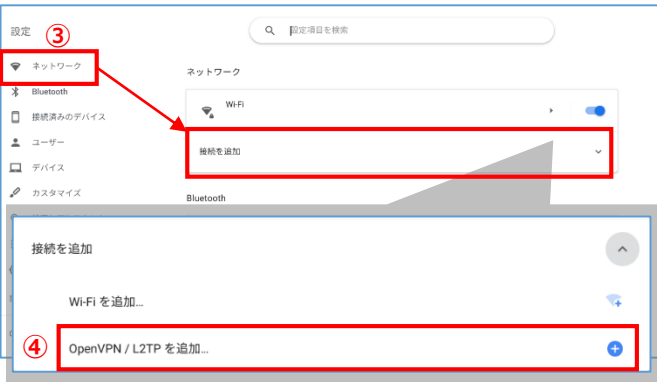 設定
③
設定項目を検索
ネットワーク
Bluetooth
接続済みのデバイス
ユーザー
デバイス
カスタマイズ
ネットワーク
Wi-Fi
接続を追加
Bluetooth
接続を追加
Wi-Fi を追加...
④
OpenVPN / L2TP を追加...